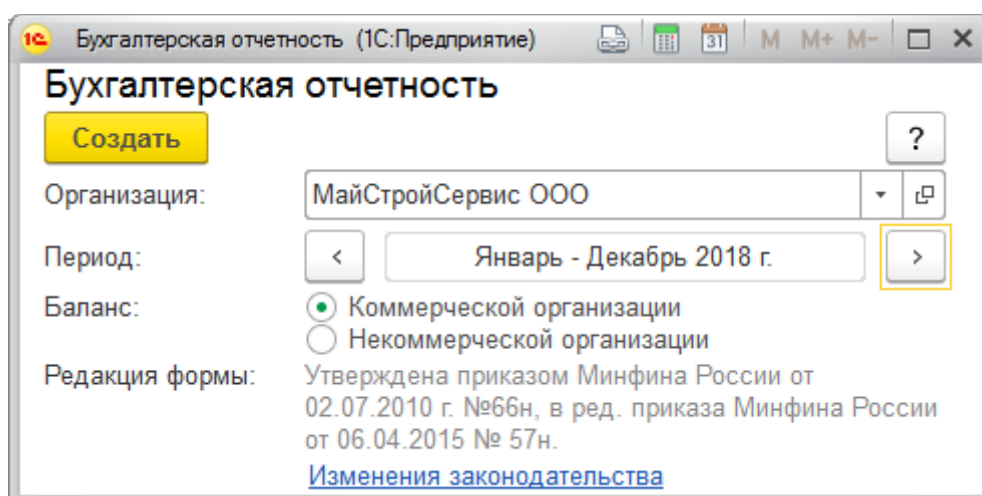 1С Бухгалтерская отчетность (1С:Предприятие) 31 M M+ M-
Бухгалтерская отчетность
Создать ?
Организация: МайСтройСервис ООО
Период: < Январь - Декабрь 2018 г. >
Баланс: Коммерческой организации
Некоммерческой организации
Редакция формы: Утверждена приказом Минфина России от
02.07.2010 г. №66н, в ред. приказа Минфина России
от 06.04.2015 № 57н.
Изменения законодательства